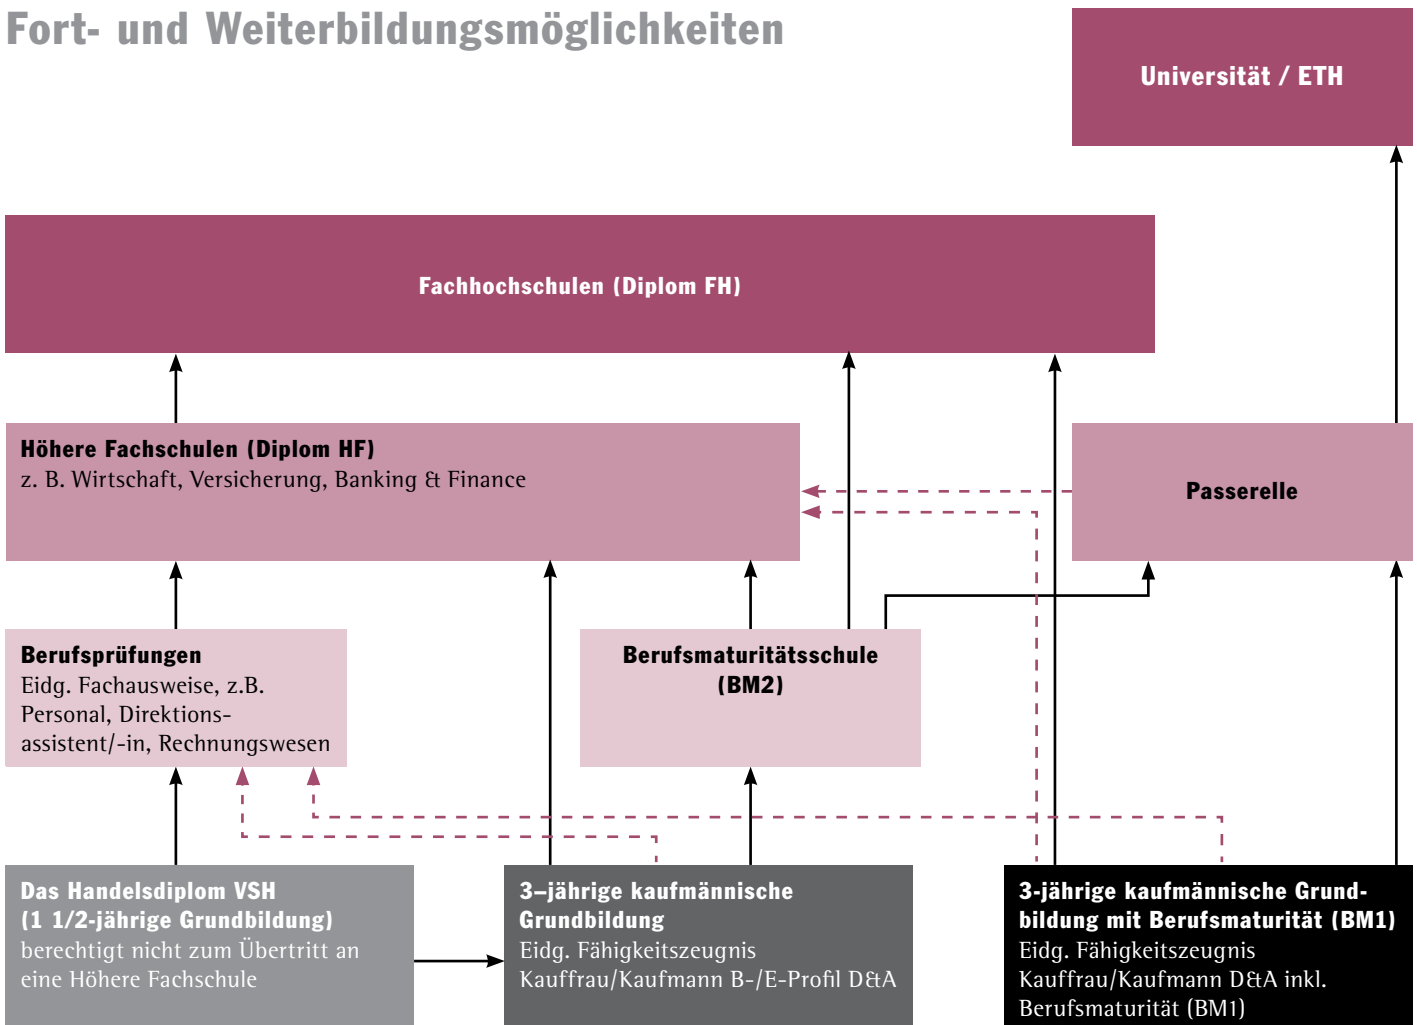 Fort- und Weiterbildungsmöglichkeiten
Universität / ETH
Fachhochschulen (Diplom FH)
Höhere Fachschulen (Diplom HF)
z. B. Wirtschaft, Versicherung, Banking & Finance
Passerelle
Berufsprüfungen
Eidg. Fachausweise, z.B.
Personal, Direktions-
assistent/-in, Rechnungswesen
Berufsmaturitätsschule
(BM2)
Das Handelsdiplom VSH
(1 1/2-jährige Grundbildung)
berechtigt nicht zum Übertritt an
eine Höhere Fachschule
3–jährige kaufmännische
Grundbildung
Eidg. Fähigkeitszeugnis
Kauffrau/Kaufmann B-/E-Profil D&A
3-jährige kaufmännische Grund-
bildung mit Berufsmaturität (BM1)
Eidg. Fähigkeitszeugnis
Kauffrau/Kaufmann D&A inkl.
Berufsmaturität (BM1)